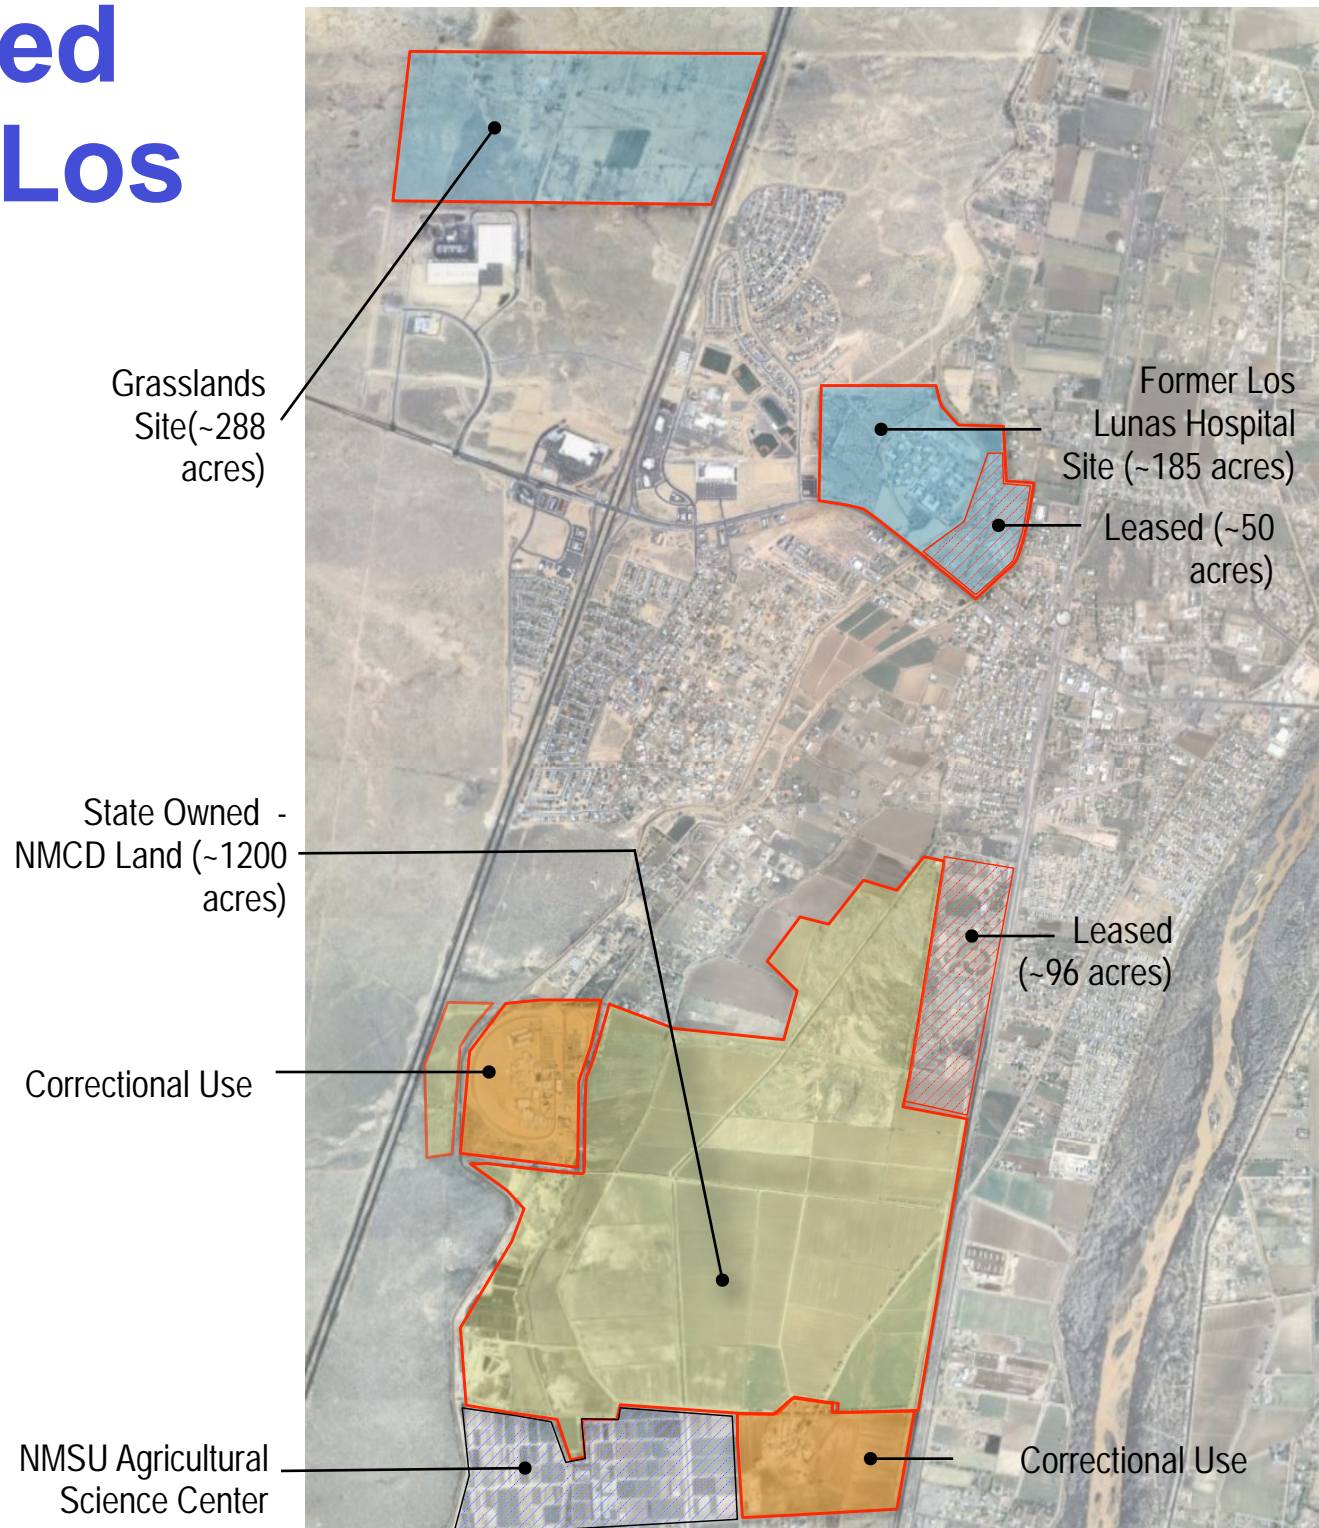 ed
Los
Grasslands
Site(~288
acres)
Former Los
Lunas Hospital
Site (~185 acres)
Leased (~50
acres)
State Owned -
NMCD Land (~1200
acres)
Leased
(~96 acres)
Correctional Use
NMSU Agricultural
Science Center
Correctional Use